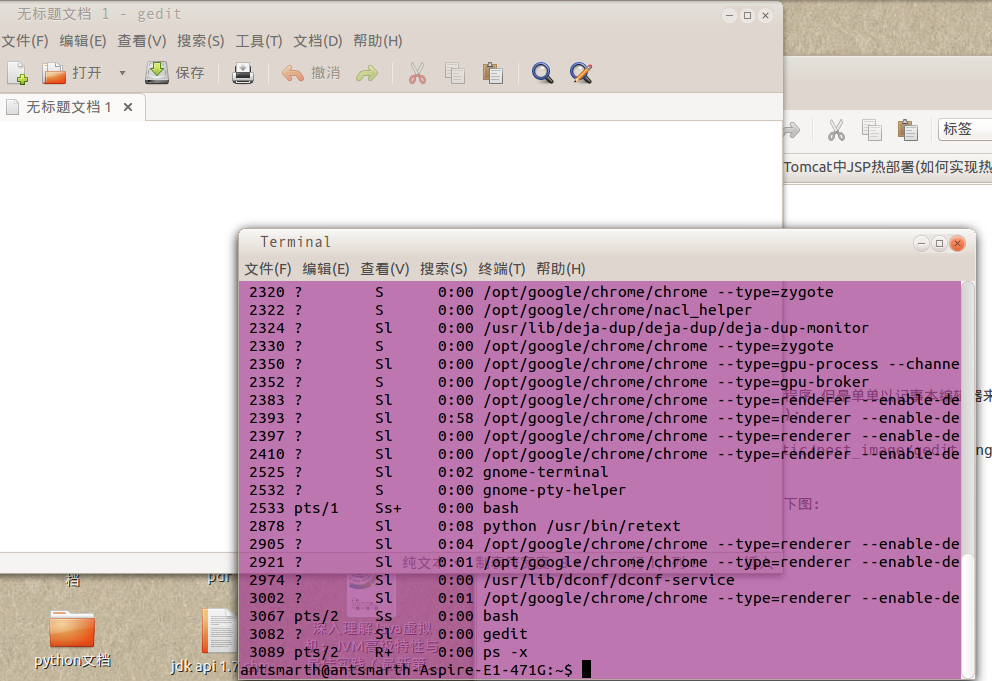 无标题文档 1 - gedit
文件(F) 编辑(E) 查看(V) 搜索(S) 工具(T) 文档(D) 帮助(H)
打开 保存 撤消
标签
无标题文档 1 ×
Tomcat中JSP热部署(如何实现热
Terminal
文件(F) 编辑(E) 查看(V) 搜索(S) 终端(T) 帮助(H)
2320 ? S 0:00 /opt/google/chrome/chrome --type=zygote
2322 ? S 0:00 /opt/google/chrome/nacl_helper
2324 ? Sl 0:00 /usr/lib/deja-dup/deja-dup/deja-dup-monitor
2330 ? S 0:00 /opt/google/chrome/chrome --type=zygote
2350 ? Sl 0:00 /opt/google/chrome/chrome --type=gpu-process --channe
2352 ? S 0:00 /opt/google/chrome/chrome --type=gpu-broker
2383 ? Sl 0:00 /opt/google/chrome/chrome --type=renderer --enable-de
2393 ? Sl 0:58 /opt/google/chrome/chrome --type=renderer --enable-de
2397 ? Sl 0:00 /opt/google/chrome/chrome --type=renderer --enable-de
2410 ? Sl 0:00 /opt/google/chrome/chrome --type=renderer --enable-de
2525 ? Sl 0:02 gnome-terminal
2532 ? S 0:00 gnome-pty-helper
2533 pts/1 Ss+ 0:00 bash
2878 ? Sl 0:08 python /usr/bin/retext
2905 ? Sl 0:04 /opt/google/chrome/chrome --type=renderer --enable-de
2921 ? Sl 0:01 /opt/google/chrome/chrome --type=renderer --enable-de
2974 ? Sl 0:00 /usr/lib/dconf/dconf-service
3002 ? Sl 0:01 /opt/google/chrome/chrome --type=renderer --enable-de
3067 pts/2 Ss 0:00 bash
3082 ? Sl 0:00 gedit
3089 pts/2 R+ 0:00 ps -x
antsmarth@antsmarth-Aspire-E1-471G:~$
下图:
纯文本
档
pdf
python文档
jdk api 1.7
深入理解Java虚拟